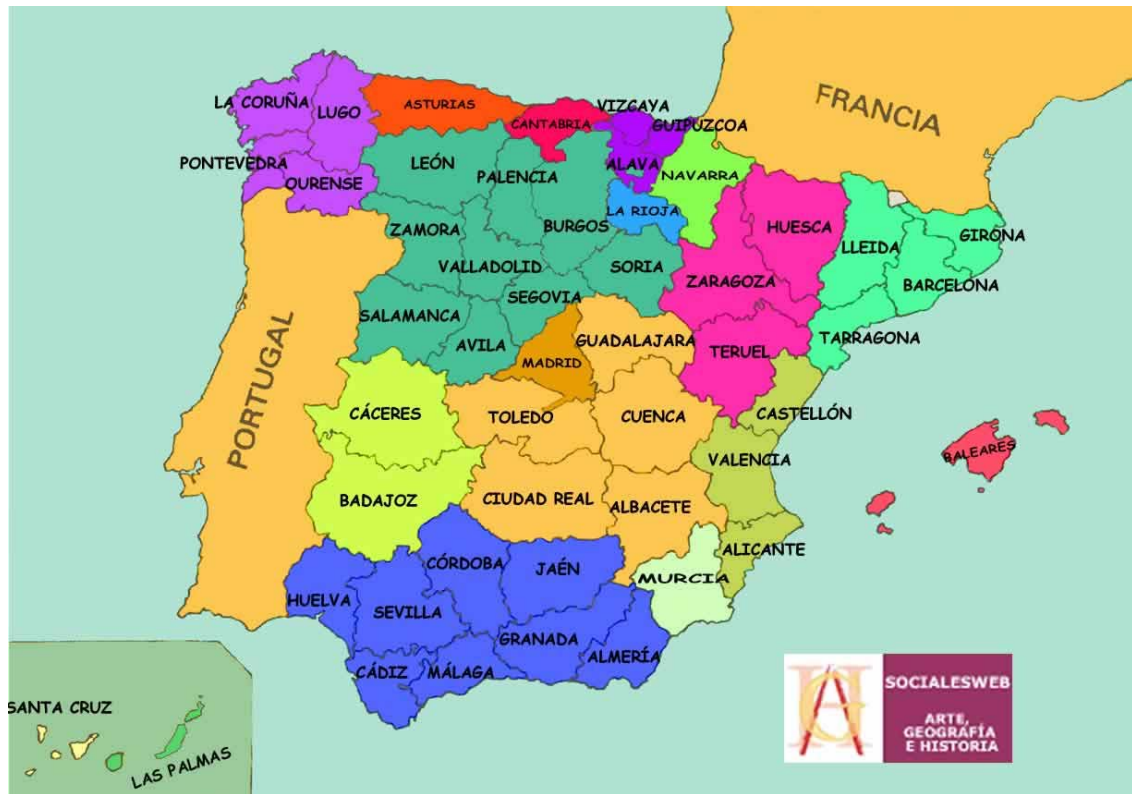 FRANCIA
LA CORUÑA
LUGO
ASTURIAS
CANTABRIA
VIZCAYA
GUIPUZCOA
PONTEVEDRA
OURENSE
LEÓN
PALENCIA
ALAVA
NAVARRA
BURGOS
LA RIOJA
HUESCA
LLEIDA
GIRONA
ZAMORA
VALLADOLID
SORIA
ZARAGOZA
BARCELONA
SEGOVIA
SALAMANCA
AVILA
MADRID
GUADALAJARA
TERUEL
TARRAGONA
PORTUGAL
CÁCERES
TOLEDO
CUENCA
CASTELLÓN
VALENCIA
BALEARES
BADAJOZ
CIUDAD REAL
ALBACETE
ALICANTE
CÓRDOBA
JAÉN
MURCIA
HUELVA
SEVILLA
GRANADA
ALMERÍA
CÁDIZ
MÁLAGA
SANTA CRUZ
LAS PALMAS
SOCIALESWEB
ARTE,
GEOGRAFÍA
E HISTORIA